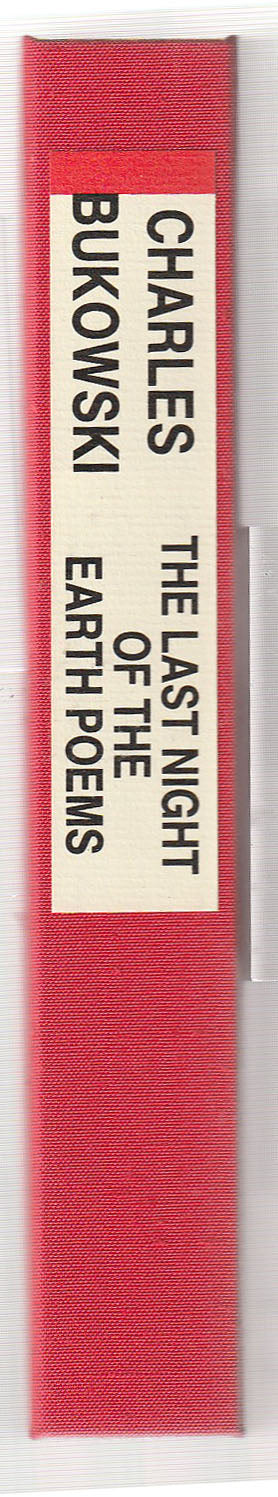 CHARLES
BUKOWSKI
THE LAST NIGHT
OF THE
EARTH POEMS